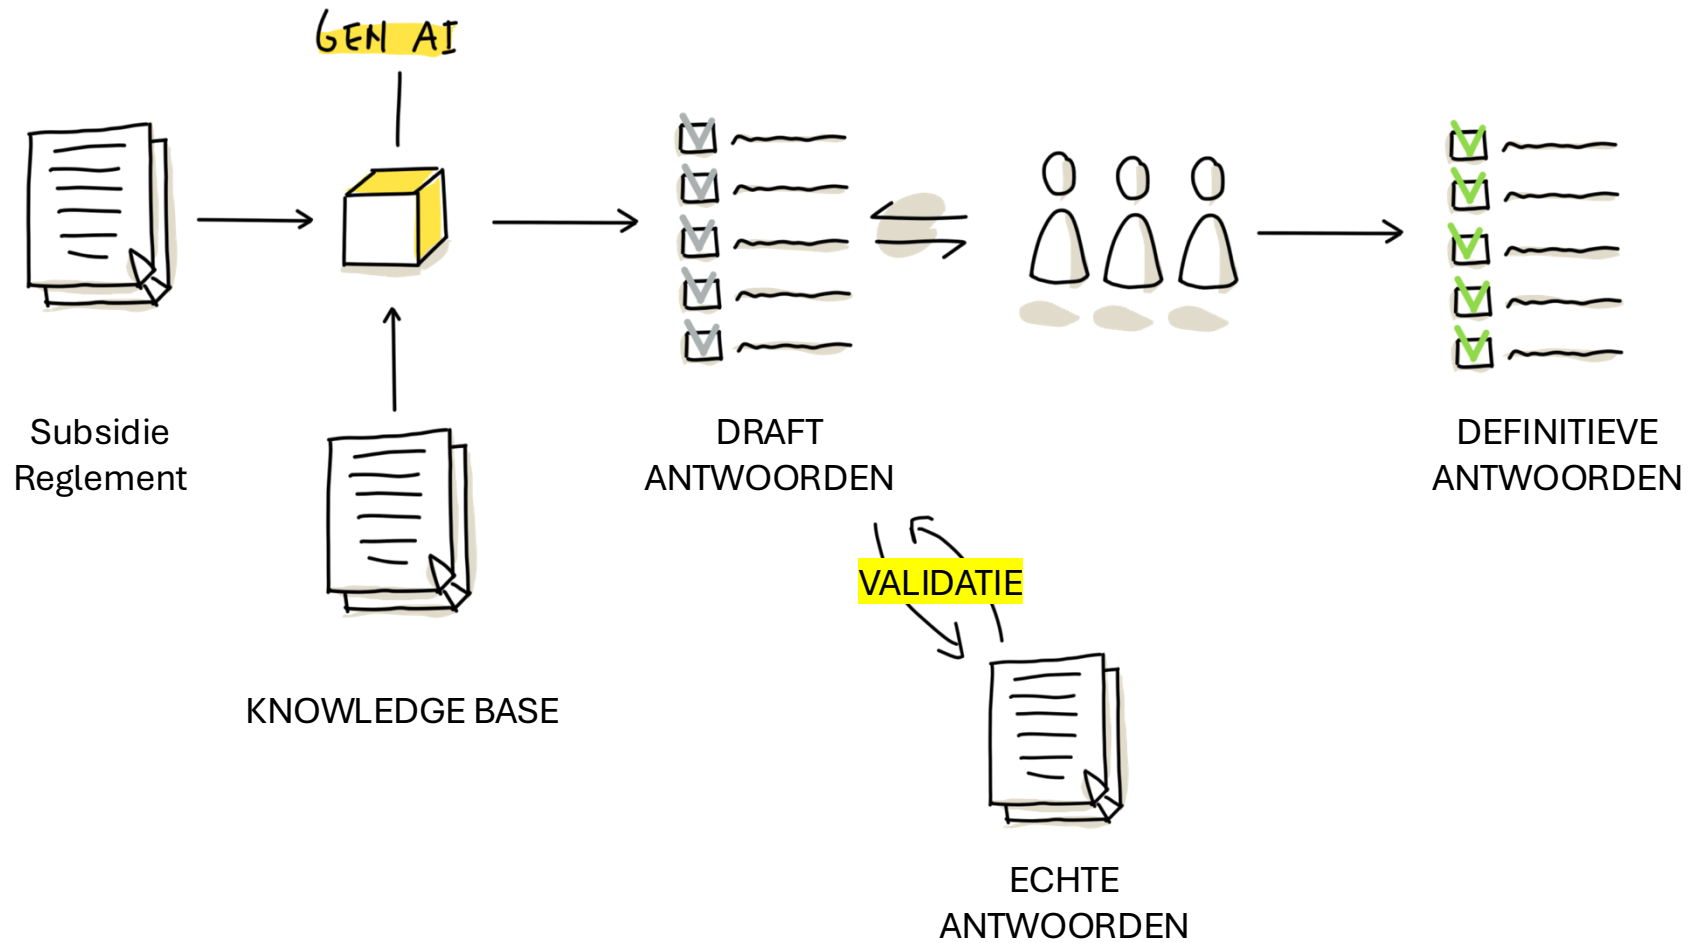 GEN AI
Subsidie
Reglement
DRAFT
ANTWOORDEN
DEFINITIEVE
ANTWOORDEN
VALIDATIE
KNOWLEDGE BASE
ECHTE
ANTWOORDEN